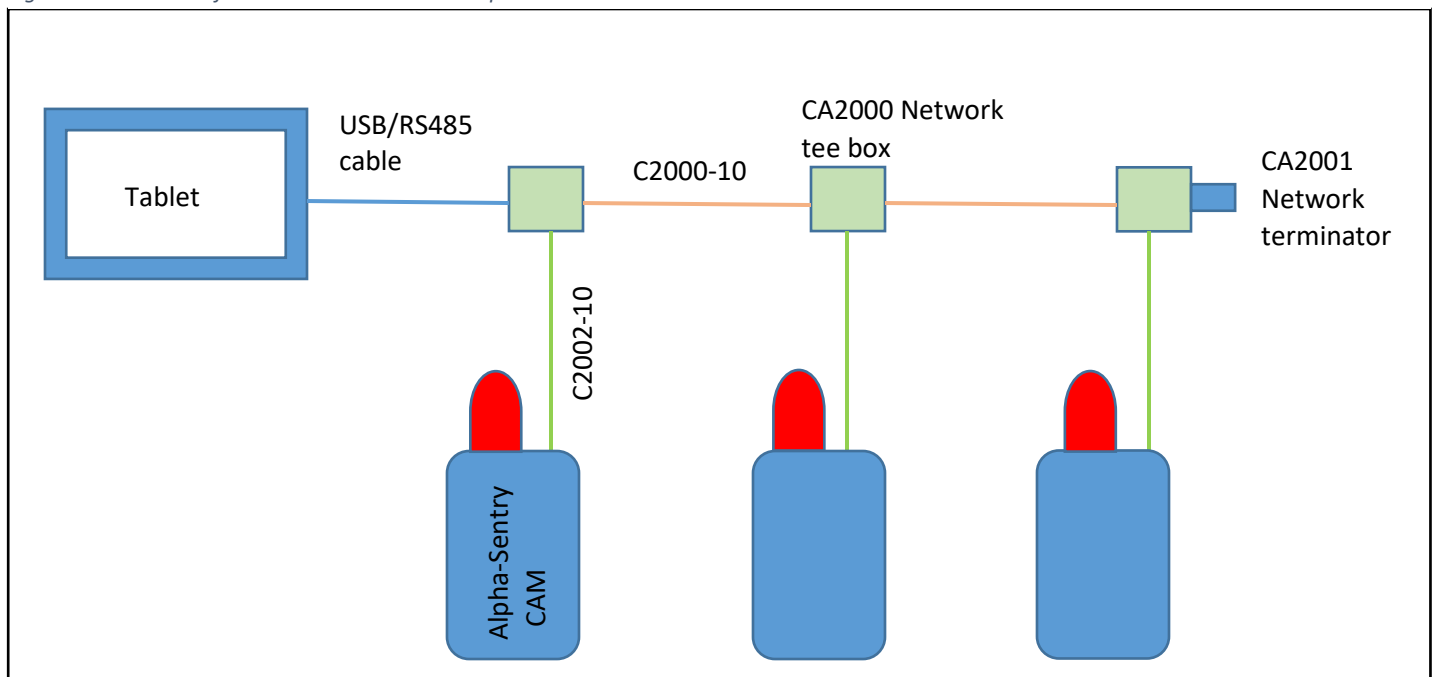 Tablet
USB/RS485
cable
C2000-10
CA2000 Network
tee box
CA2001
Network
terminator
C2002-10
Alpha-Sentry
CAM